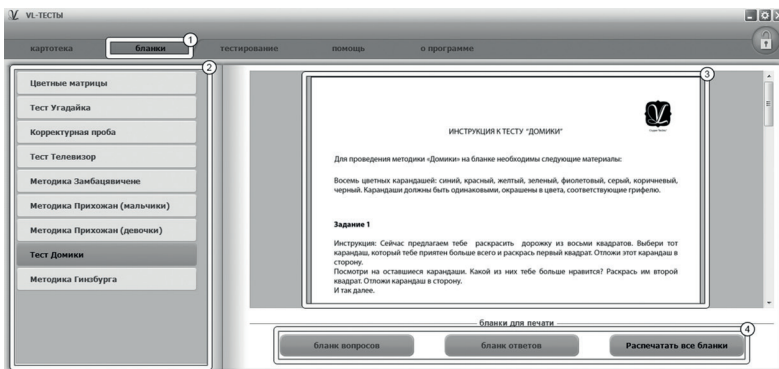 VL-ТЕСТЫ
картотека бланки тестирование помощь о программе
1
2
Цветные матрицы
Тест Угадайка
Корректурная проба
Тест Телевизор
Методика Замбацявичене
Методика Прихожан (мальчики)
Методика Прихожан (девочки)
Тест Домики
Методика Гинзбурга
3
ИНСТРУКЦИЯ К ТЕСТУ "ДОМИКИ"
Для проведения методики «Домики» на бланке необходимы следующие материалы:
Восемь цветных карандашей: синий, красный, желтый, зеленый, фиолетовый, серый, коричневый,
черный. Карандаши должны быть одинаковыми, окрашены в цвета, соответствующие грифелю.
Задание 1
Инструкция: Сейчас предлагаем тебе раскрасить дорожку из восьми квадратов. Выбери тот
карандаш, который тебе приятен больше всего и раскрась первый квадрат. Отложи этот карандаш в
сторону.
Посмотри на оставшиеся карандаши. Какой из них тебе больше нравится? Раскрась им второй
квадрат. Отложи карандаш в сторону.
И так далее.
бланки для печати
4
бланк вопросов бланк ответов Распечатать все бланки